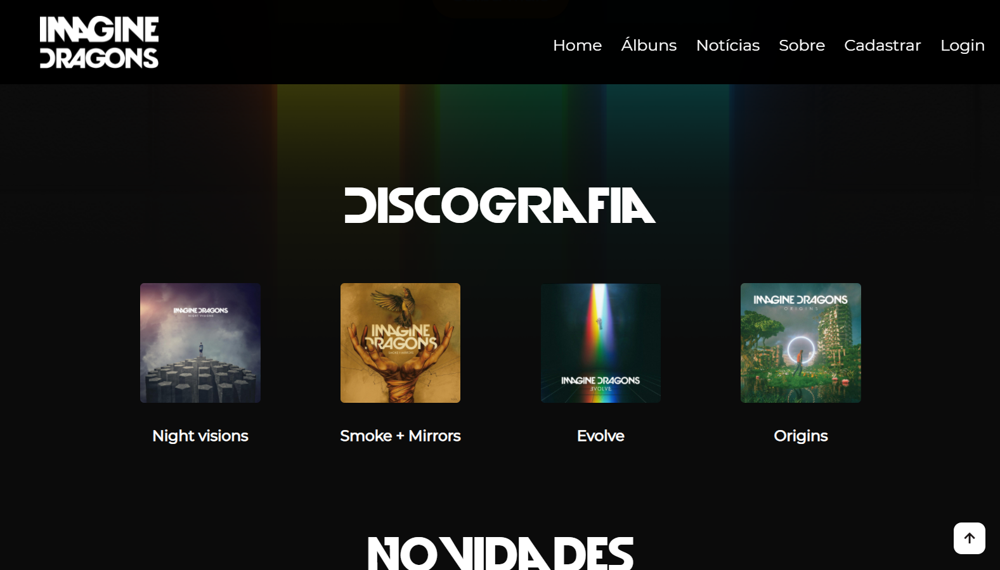 IMAGINE
DRAGONS
Home Álbuns Notícias Sobre Cadastrar Login
DISCOGRAFIA
IMAGINE DRAGONS
NIGHT VISIONS
IMAGINE
DRAGONS
SMOKE + MIRRORS
IMAGINE DRAGONS
EVOLVE
IMAGINE DRAGONS
ORIGINS
Night visions
Smoke + Mirrors
Evolve
Origins
NOVIDADES